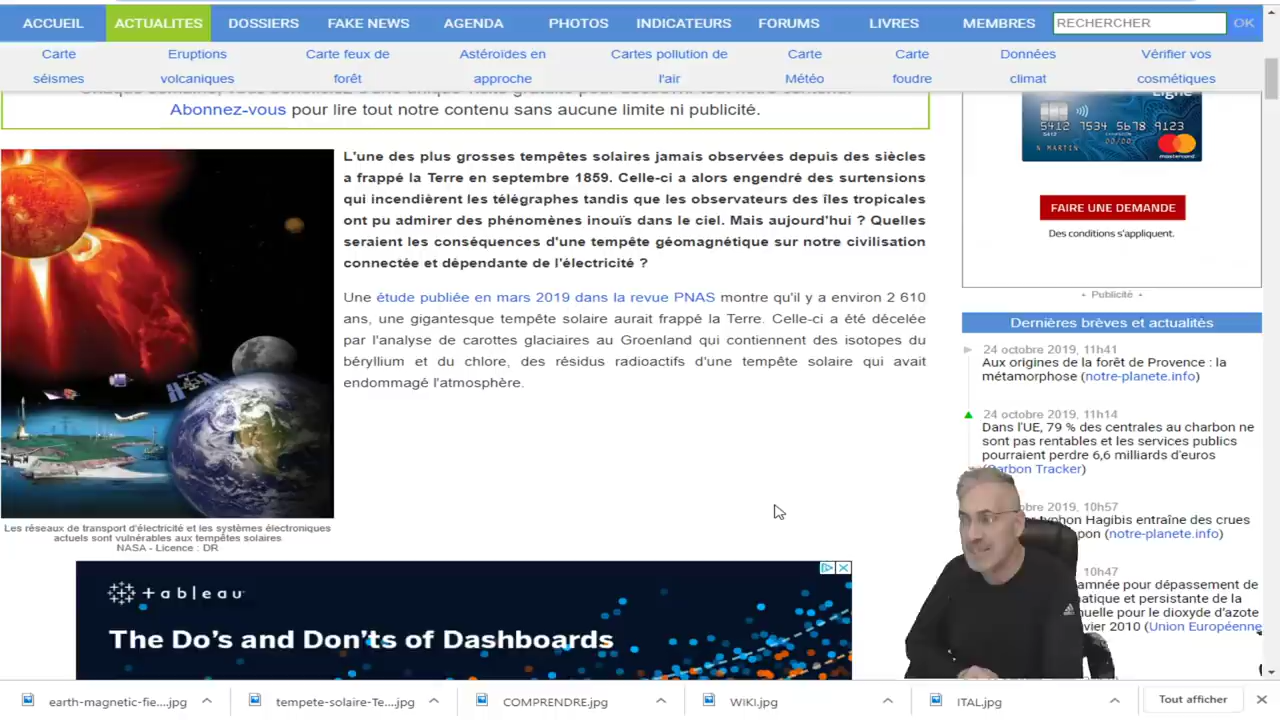 ACCUEIL ACTUALITES DOSSIERS FAKE NEWS AGENDA PHOTOS INDICATEURS FORUMS LIVRES MEMBRES RECHERCHER OK
Carte séismes
Eruptions volcaniques
Carte feux de forêt
Astéroïdes en approche
Cartes pollution de l'air
Carte Météo
Carte foudre
Données climat
Vérifier vos cosmétiques
Abonnez-vous pour lire tout notre contenu sans aucune limite ni publicité.
L'une des plus grosses tempêtes solaires jamais observées depuis des siècles
a frappé la Terre en septembre 1859. Celle-ci a alors engendré des surtensions
qui incendièrent les télégraphes tandis que les observateurs des îles tropicales
ont pu admirer des phénomènes inouïs dans le ciel. Mais aujourd'hui ? Quelles
seraient les conséquences d'une tempête géomagnétique sur notre civilisation
connectée et dépendante de l'électricité ?
Une étude publiée en mars 2019 dans la revue PNAS montre qu'il y a environ 2 610
ans, une gigantesque tempête solaire aurait frappé la Terre. Celle-ci a été décelée
par l'analyse de carottes glaciaires au Groenland qui contiennent des isotopes du
béryllium et du chlore, des résidus radioactifs d'une tempête solaire qui avait
endommagé l'atmosphère.
Les réseaux de transport d'électricité et les systèmes électroniques
actuels sont vulnérables aux tempêtes solaires
NASA - Licence : DR
+ableau
The Do's and Don'ts of Dashboards
Ligne
5412 7534 5678 9123
N MARTIN
mastercard
FAIRE UNE DEMANDE
Des conditions s'appliquent.
• Publicité •
Dernières brèves et actualités
24 octobre 2019, 11h41
Aux origines de la forêt de Provence : la
métamorphose (notre-planete.info)
24 octobre 2019, 11h14
Dans l'UE, 79 % des centrales au charbon ne
sont pas rentables et les services publics
pourraient perdre 6,6 milliards d'euros
(Carbon Tracker)
octobre 2019, 10h57
typhon Hagibis entraîne des crues
(notre-planete.info)
10h47
pour dépassement de
et persistante de la
pour le dioxyde d'azote
2010 (Union Européenne
earth-magnetic-fie....jpg
tempete-solaire-Te....jpg
COMPRENDRE.jpg
WIKI.jpg
ITAL.jpg
Tout afficher